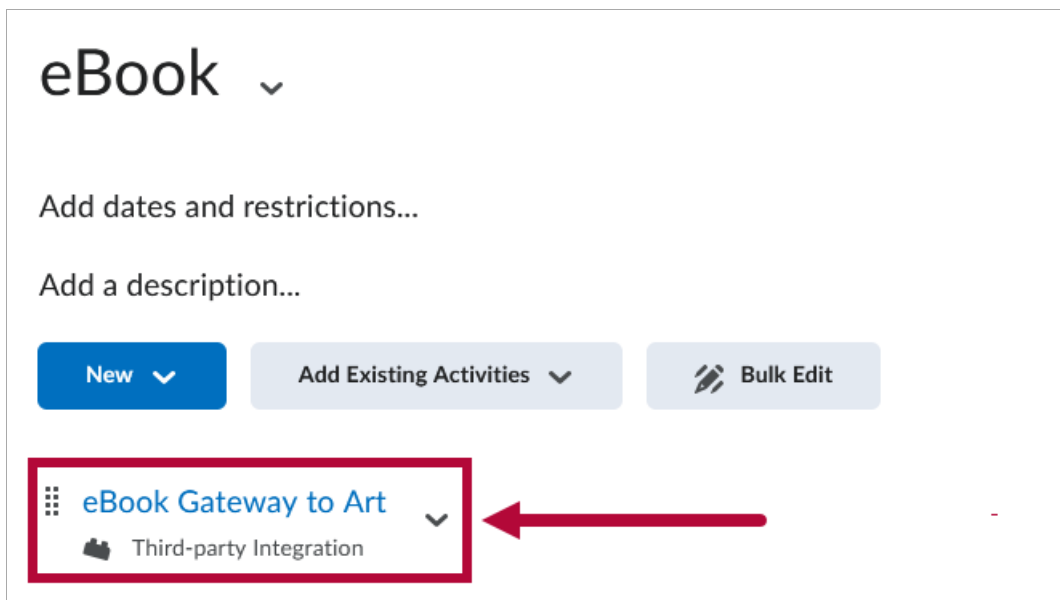 eBook
Add dates and restrictions...
Add a description...
New Add Existing Activities Bulk Edit
eBook Gateway to Art
Third-party Integration